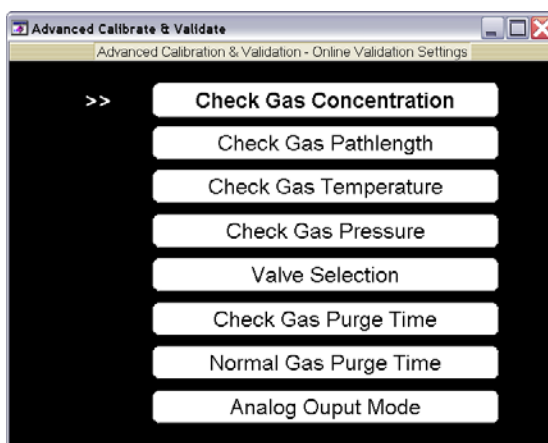 Advanced Calibrate & Validate
Advanced Calibration & Validation - Online Validation Settings
>> Check Gas Concentration
Check Gas Pathlength
Check Gas Temperature
Check Gas Pressure
Valve Selection
Check Gas Purge Time
Normal Gas Purge Time
Analog Ouput Mode